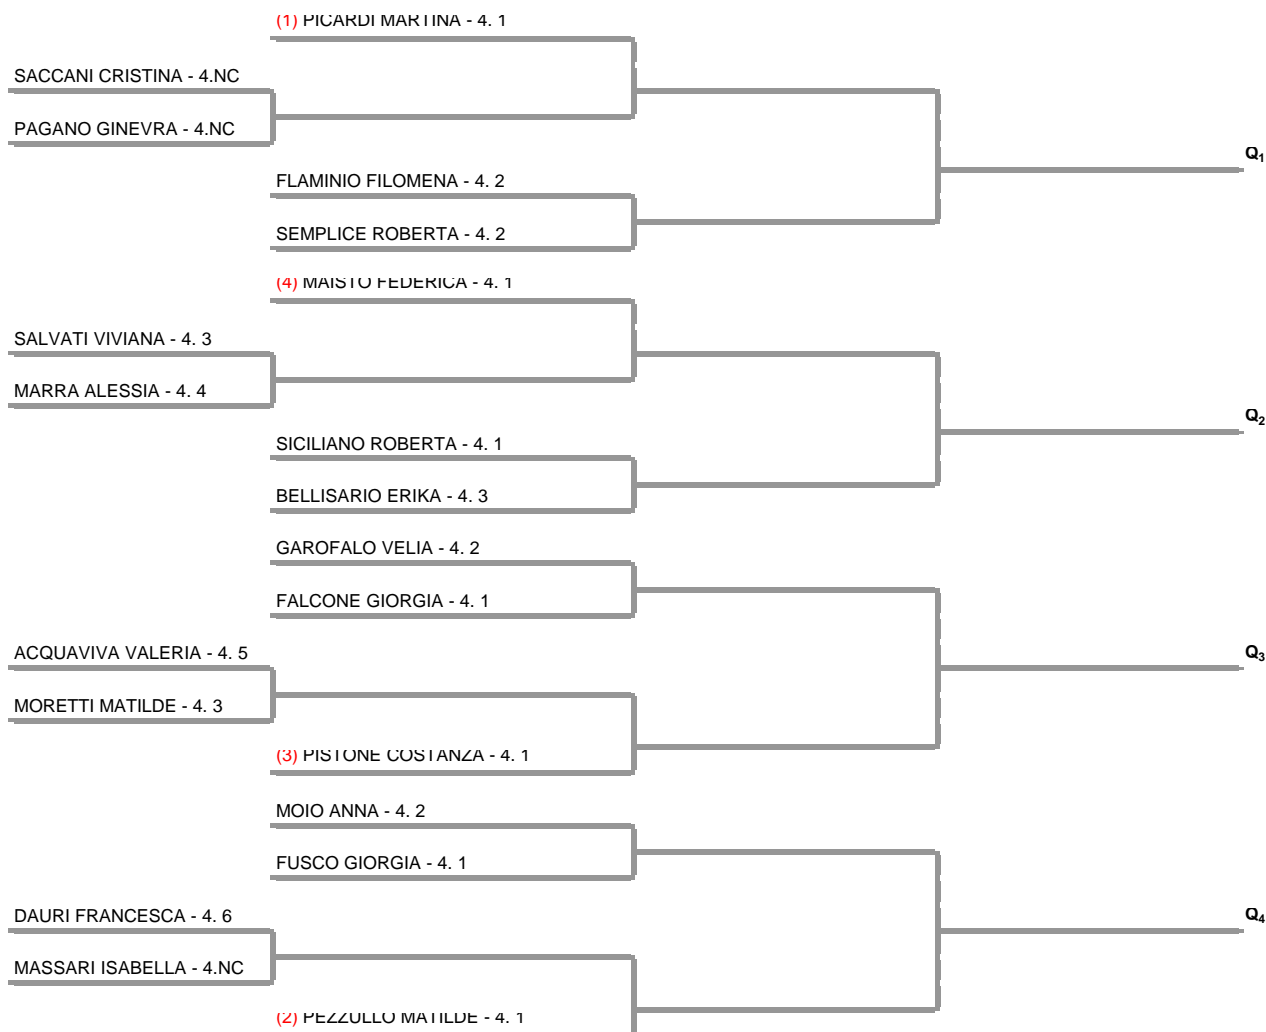 (1) PICARDI MARTINA - 4. 1
SACCANI CRISTINA - 4.NC
PAGANO GINEVRA - 4.NC
Q1
FLAMINIO FILOMENA - 4. 2
SEMPLICE ROBERTA - 4. 2
(4) MAISTO FEDERICA - 4. 1
SALVATI VIVIANA - 4. 3
MARRA ALESSIA - 4. 4
Q2
SICILIANO ROBERTA - 4. 1
BELLISARIO ERIKA - 4. 3
GAROFALO VELIA - 4. 2
FALCONE GIORGIA - 4. 1
ACQUAVIVA VALERIA - 4. 5
Q3
MORETTI MATILDE - 4. 3
(3) PISTONE COSTANZA - 4. 1
MOIO ANNA - 4. 2
FUSCO GIORGIA - 4. 1
DAURI FRANCESCA - 4. 6
Q4
MASSARI ISABELLA - 4.NC
(2) PEZZULLO MATILDE - 4. 1